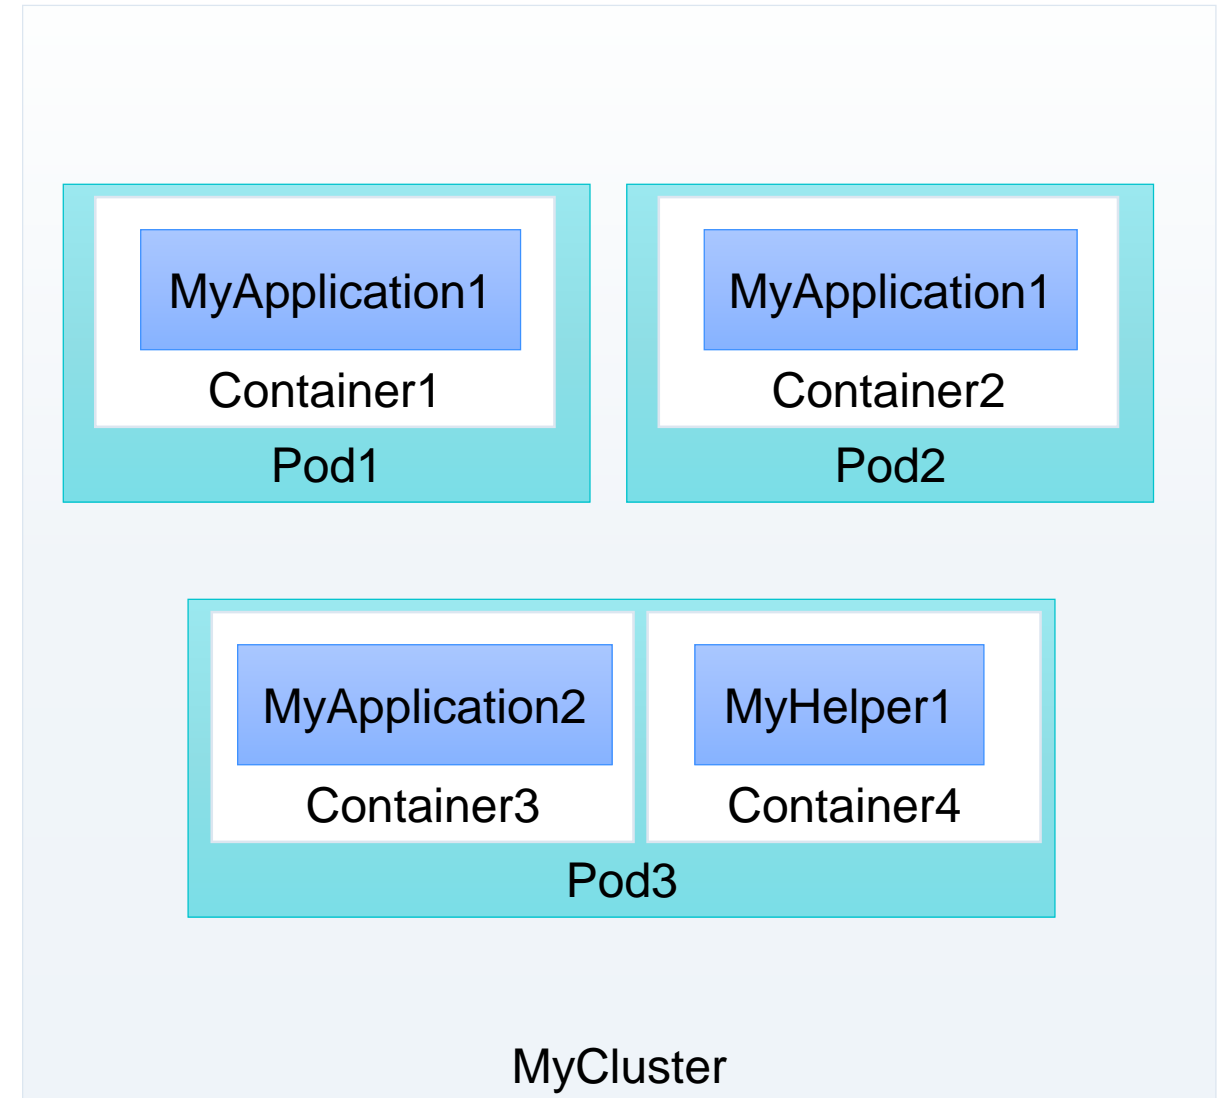 MyApplication1
Container1
Pod1
MyApplication1
Container2
Pod2
MyApplication2
Container3
MyHelper1
Container4
Pod3
MyCluster